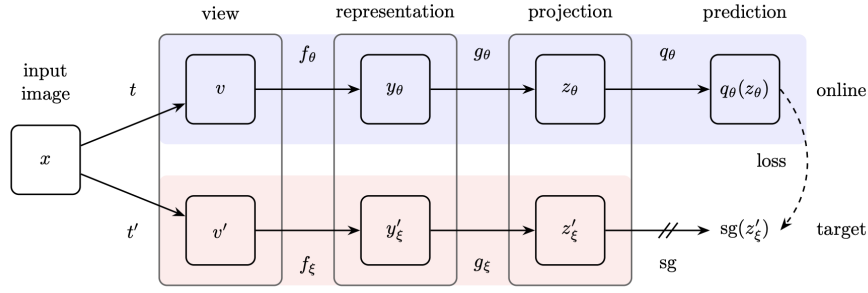 view
representation
projection
prediction
input
image
t
v
f_θ
y_θ
g_θ
z_θ
q_θ
q_θ(z_θ)
online
x
loss
t′
v′
f_ξ
y′_ξ
g_ξ
z′_ξ
sg
sg(z′_ξ)
target